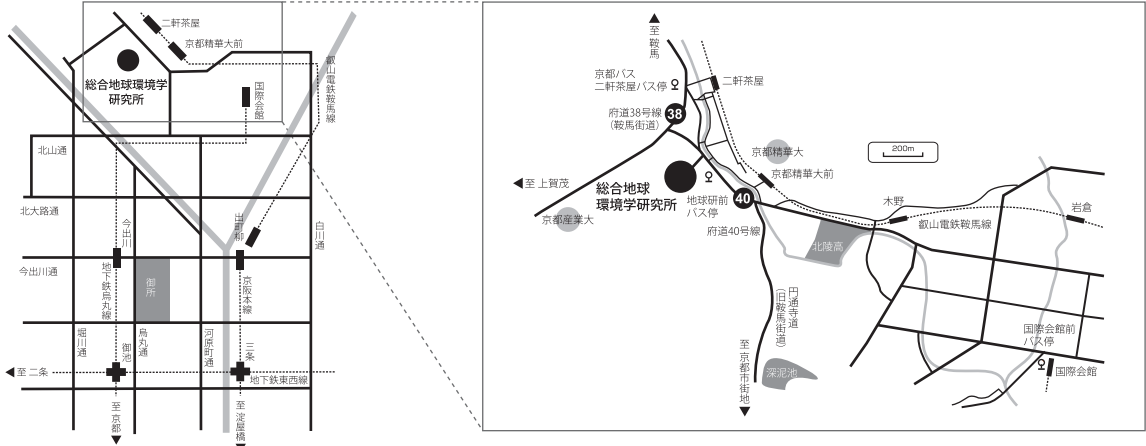 二軒茶屋
京都精華大前
総合地球環境学
研究所
国際会館
叡山電鉄鞍馬線
北山通
北大路通
今出川
出町柳
白川通
今出川通
地下鉄烏丸線
御所
京阪本線
堀川通
御池
烏丸通
河原町通
三条
至 二条
地下鉄東西線
至 京都
至 淀屋橋
至 鞍馬
京都バス
二軒茶屋バス停
二軒茶屋
府道38号線
(鞍馬街道)
38
京都精華大
200m
京都精華大前
至 上賀茂
総合地球
環境学研究所
地球研前
バス停
40
木野
岩倉
京都産業大
府道40号線
叡山電鉄鞍馬線
北陵高
円通寺道
(旧鞍馬街道)
国際会館前
バス停
至 京都市街地
深泥池
国際会館